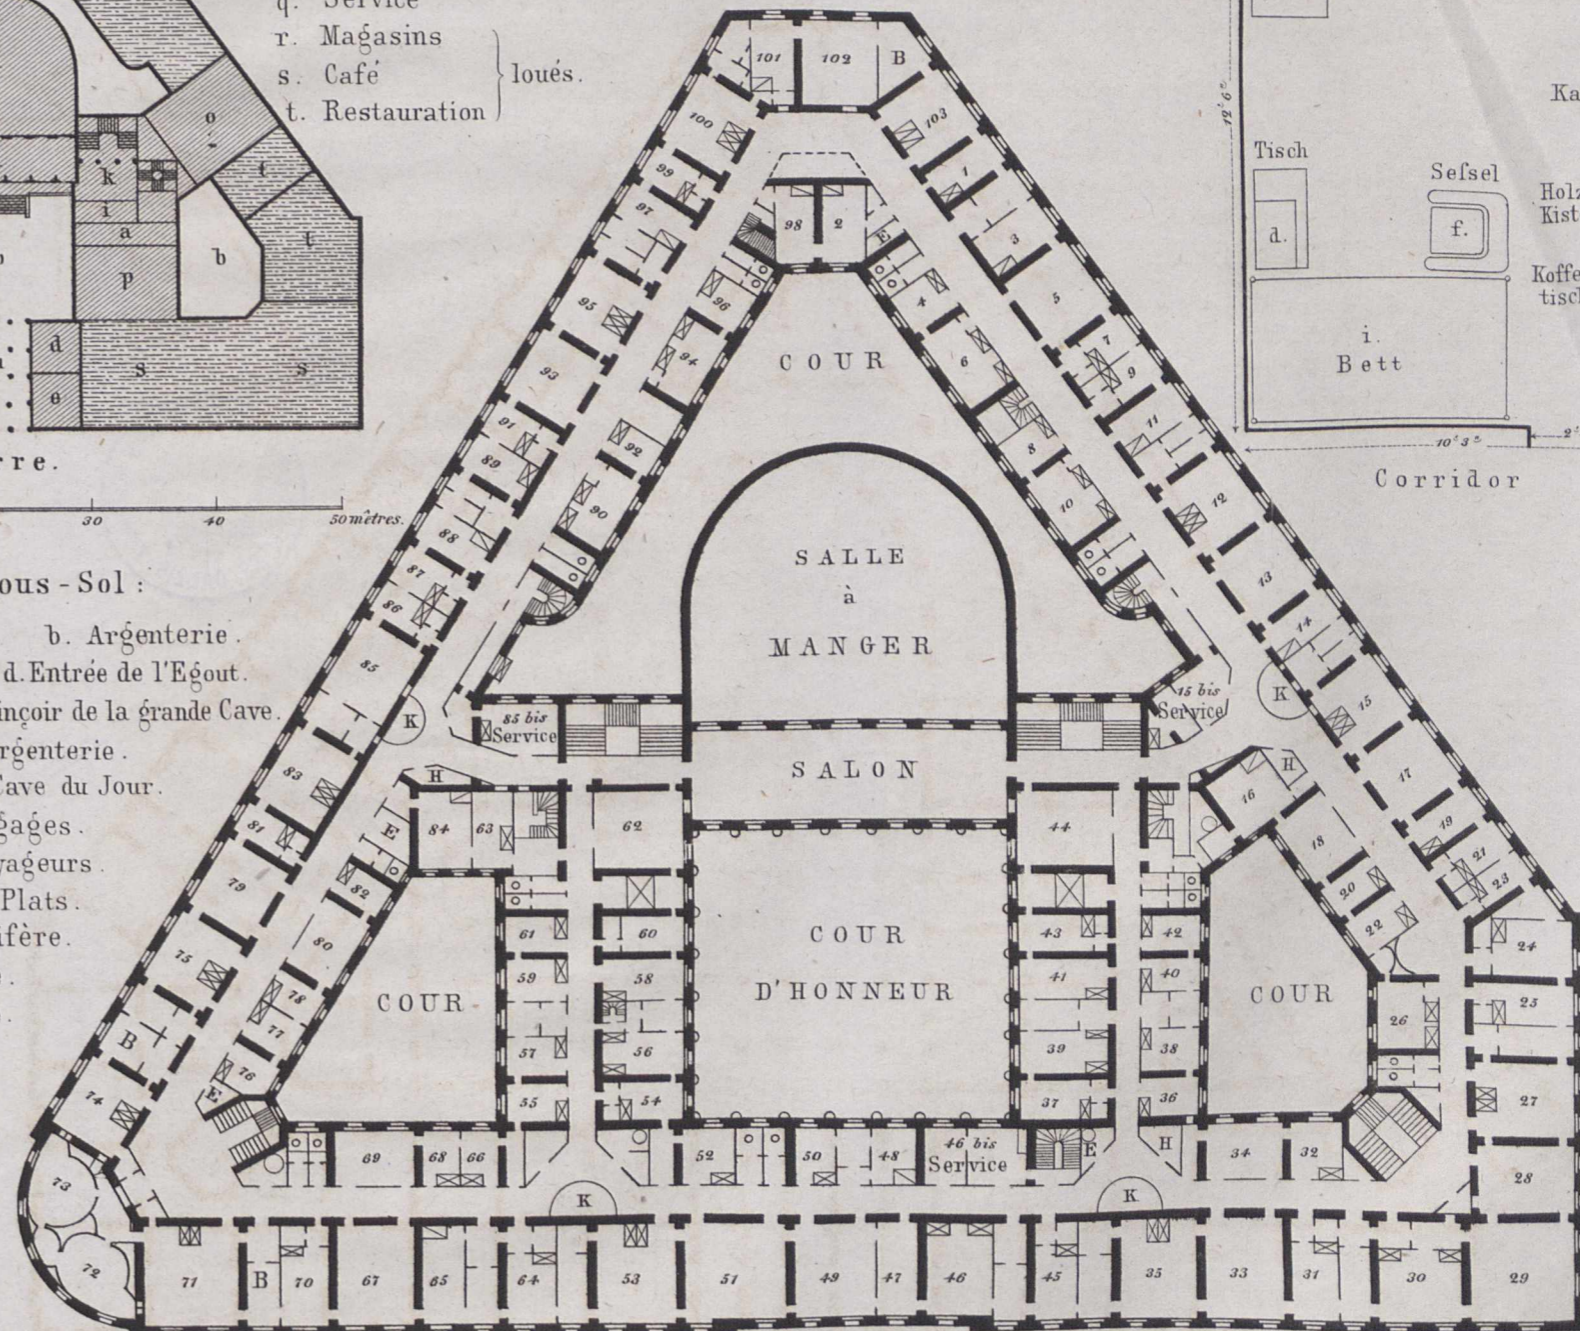 q. Service
r. Magasins
s. Café
t. Restauration
loués.
o
k
t
i
a
t
p
b
d
s
s
e
rre.
30 40 50 mètres.
ous-Sol:
b. Argenterie.
d. Entrée de l'Egout.
inçoir de la grande Cave.
rgenterie.
Cave du Jour.
gages.
yageurs.
Plats.
ifère.
Tisch
d.
Sefsel
f.
Ka
Holz
Kist
Koffe
tisch
i.
Bett
12' 6"
10' 3"
2'
Corridor
101 102 B
100 103
99 1
97 98 2 E 3
95 96 4 5
93 94 COUR 6 7 9
91 92 8 11
89 90 10 12
88 13
87 14
86
85 15
SALLE
à
MANGER
K 85 bis
Service
15 bis
Service K
SALON
83 H H 16 17
81 E 84 63 62 44 18 19
79 82 20 21 23
75 80 61 60 43 42 22 24
COUR
D'HONNEUR
78 COUR 59 58 41 40 COUR 25
B 77 57 56 39 38 26
74 76 55 54 37 36 27
E
73 69 68 66 52 50 48 46 bis
Service E H 34 32 28
K K
72 71 B 70 67 65 64 53 51 49 47 46 45 35 33 31 30 29